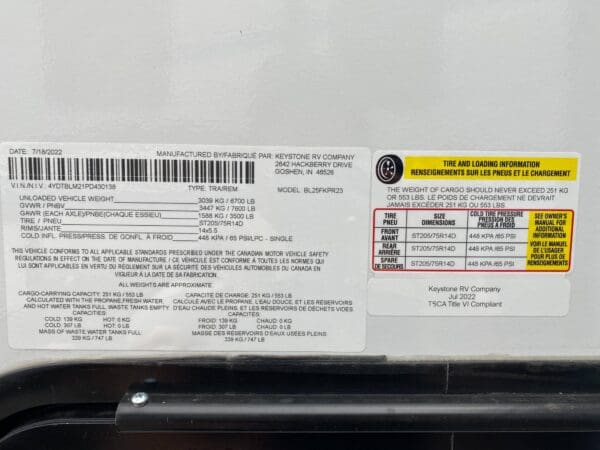 DATE: 7/18/2022
MANUFACTURED BY/FABRIQUE PAR: KEYSTONE RV COMPANY
2642 HACKBERRY DRIVE
GOSHEN, IN 46526
V.I.N./N.I.V.: 4YDTBLM21PD430138
TYPE: TRA/REM
MODEL: BL25FKPR23
UNLOADED VEHICLE WEIGHT 3039 KG / 6700 LB
GVWR / PNBV 3447 KG / 7600 LB
GAWR (EACH AXLE)/PNBE(CHAQUE ESSIEU) 1588 KG / 3500 LB
TIRE / PNEU ST205/75R14D
RIM/SJANTE 14x5.5
COLD INFL. PRESS/PRESS. DE GONFL. À FROID 448 KPA / 65 PSI/LPC - SINGLE
THIS VEHICLE CONFORMS TO ALL APPLICABLE STANDARDS PRESCRIBED UNDER THE CANADIAN MOTOR VEHICLE SAFETY
REGULATIONS IN EFFECT ON THE DATE OF MANUFACTURE / CE VÉHICULE EST CONFORME À TOUTES LES NORMES QUI
LUI SONT APPLICABLES EN VERTU DU RÈGLEMENT SUR LA SÉCURITÉ DES VÉHICULES AUTOMOBILES DU CANADA EN
VIGUEUR À LA DATE DE SA FABRICATION.
ALL WEIGHTS ARE APPROXIMATE
CARGO-CARRYING CAPACITY: 251 KG / 553 LB
CALCULATED WITH THE PROPANE,FRESH WATER
AND HOT WATER TANKS FULL, WASTE TANKS EMPTY
CAPACITIES:
COLD: 139 KG HOT: 0 KG
COLD: 307 LB HOT: 0 LB
MASS OF WASTE WATER TANKS FULL
339 KG / 747 LB
CAPACITÉ DE CHARGE: 251 KG / 553 LB
CALCULÉE AVEC LE PROPANE, L'EAU DOUCE, ET LES RÉSERVOIRS
D'EAU CHAUDE PLEINS, ET LES RÉSERVOIRS DE DÉCHETS VIDES.
CAPACITÉS:
FROID: 139 KG CHAUD: 0 KG
FROID: 307 LB CHAUD: 0 LB
MASSE DES RÉSERVOIRS D'EAUX USÉES PLEINS:
339 KG / 747 LB
TIRE AND LOADING INFORMATION
RENSEIGNEMENTS SUR LES PNEUS ET LE CHARGEMENT
THE WEIGHT OF CARGO SHOULD NEVER EXCEED 251 KG
OR 553 LBS. LE POIDS DE CHARGEMENT NE DEVRAIT
JAMAIS EXCÉDER 251 KG OU 553 LBS.
TIRE PNEU SIZE DIMENSIONS COLD TIRE PRESSURE PRESSION DES PNEUS À FROID
FRONT AVANT ST205/75R14D 448 KPA /65 PSI
REAR ARRIÈRE ST205/75R14D 448 KPA /65 PSI
SPARE DE SECOURS ST205/75R14D 448 KPA /65 PSI
SEE OWNER'S
MANUAL FOR
ADDITIONAL
INFORMATION
VOIR LE MANUEL
DE L'USAGER
POUR PLUS DE
RENSEIGNEMENTS
Keystone RV Company
Jul 2022
TSCA Title VI Compliant